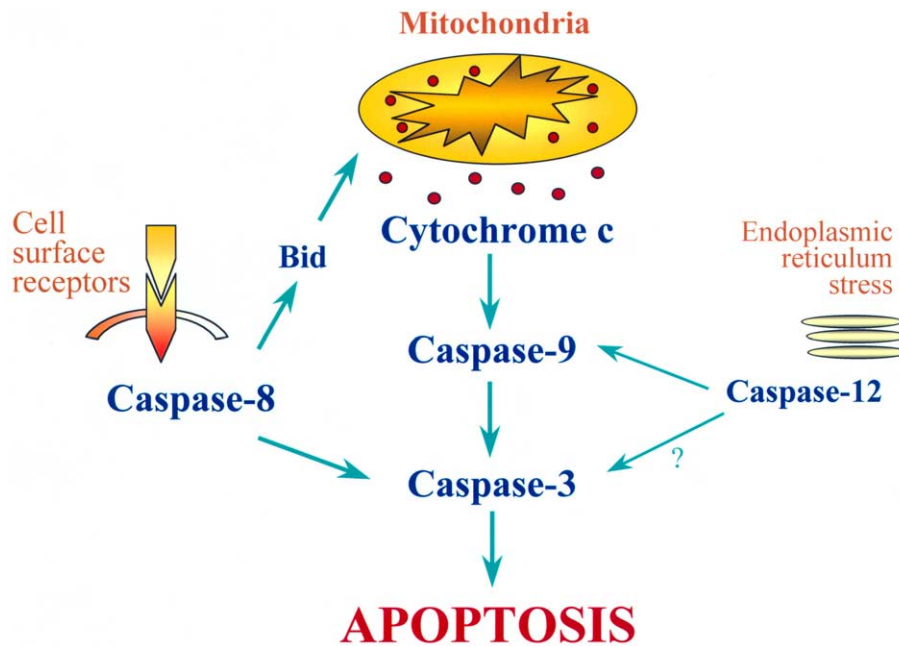 Mitochondria
Cell
surface
receptors
Bid
Cytochrome c
Endoplasmic
reticulum
stress
Caspase-9
Caspase-8
Caspase-12
?
Caspase-3
APOPTOSIS